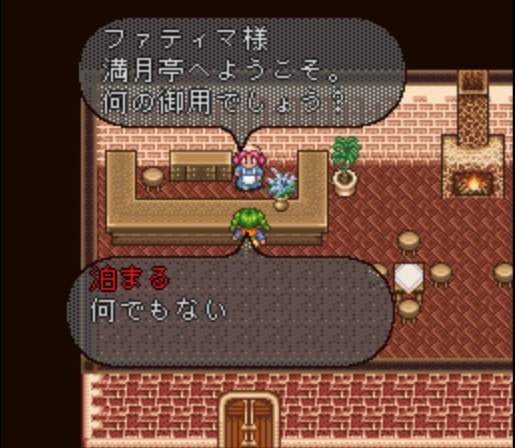 ファティマ様
満月亭へようこそ。
何の御用でしょう？
泊まる
何でもない